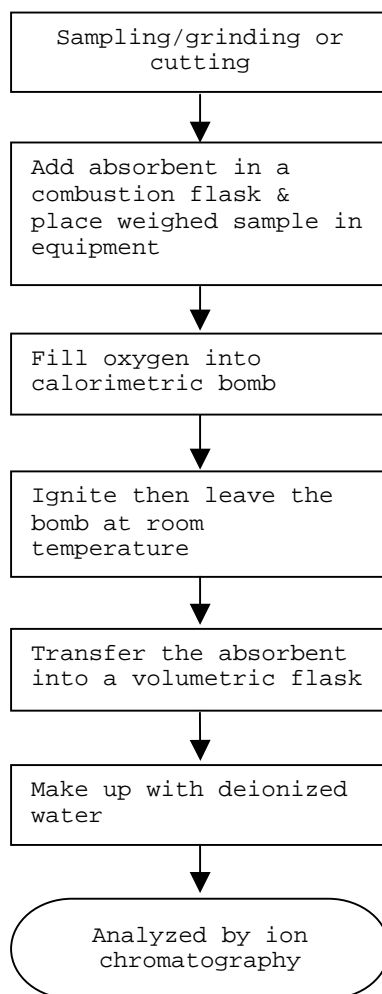 Sampling/grinding or
cutting
Add absorbent in a
combustion flask &
place weighed sample in
equipment
Fill oxygen into
calorimetric bomb
Ignite then leave the
bomb at room
temperature
Transfer the absorbent
into a volumetric flask
Make up with deionized
water
Analyzed by ion
chromatography